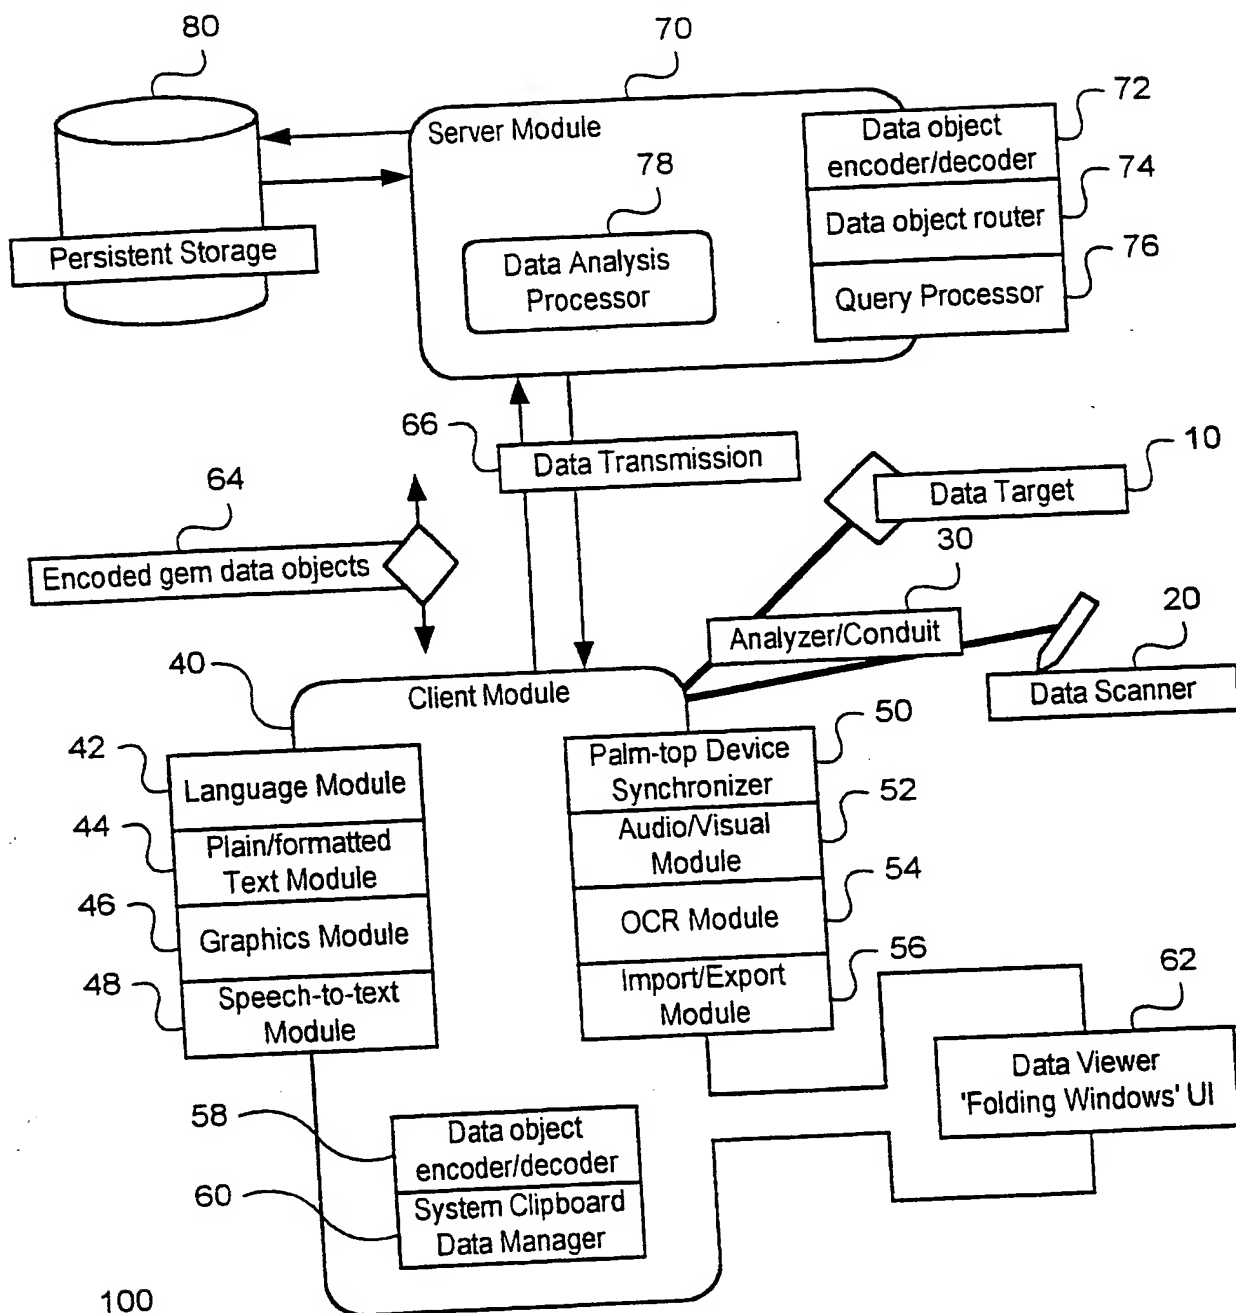 80
70
72
Server Module
Data object
encoder/decoder
78
74
Data object router
Persistent Storage
Data Analysis
Processor
76
Query Processor
66
Data Transmission
10
Data Target
64
Encoded gem data objects
30
Analyzer/Conduit
20
Data Scanner
40
Client Module
50
42
Language Module
Palm-top Device
Synchronizer
52
44
Plain/formatted
Text Module
Audio/Visual
Module
54
46
Graphics Module
OCR Module
56
48
Speech-to-text
Module
Import/Export
Module
62
Data Viewer
'Folding Windows' UI
58
Data object
encoder/decoder
60
System Clipboard
Data Manager
100